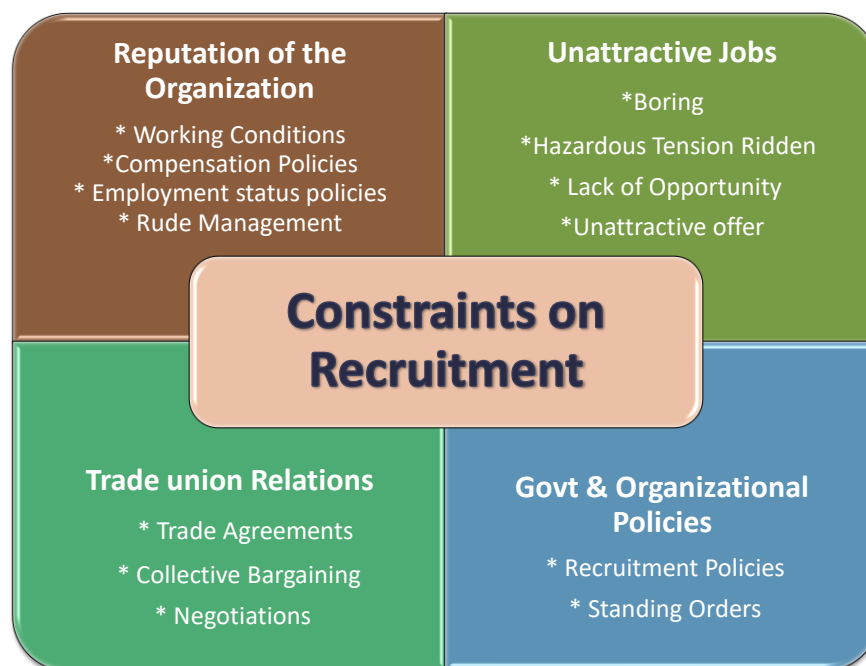 Reputation of the
Organization
* Working Conditions
*Compensation Policies
* Employment status policies
* Rude Management
Unattractive Jobs
*Boring
*Hazardous Tension Ridden
* Lack of Opportunity
*Unattractive offer
Constraints on
Recruitment
Trade union Relations
* Trade Agreements
* Collective Bargaining
* Negotiations
Govt & Organizational
Policies
* Recruitment Policies
* Standing Orders